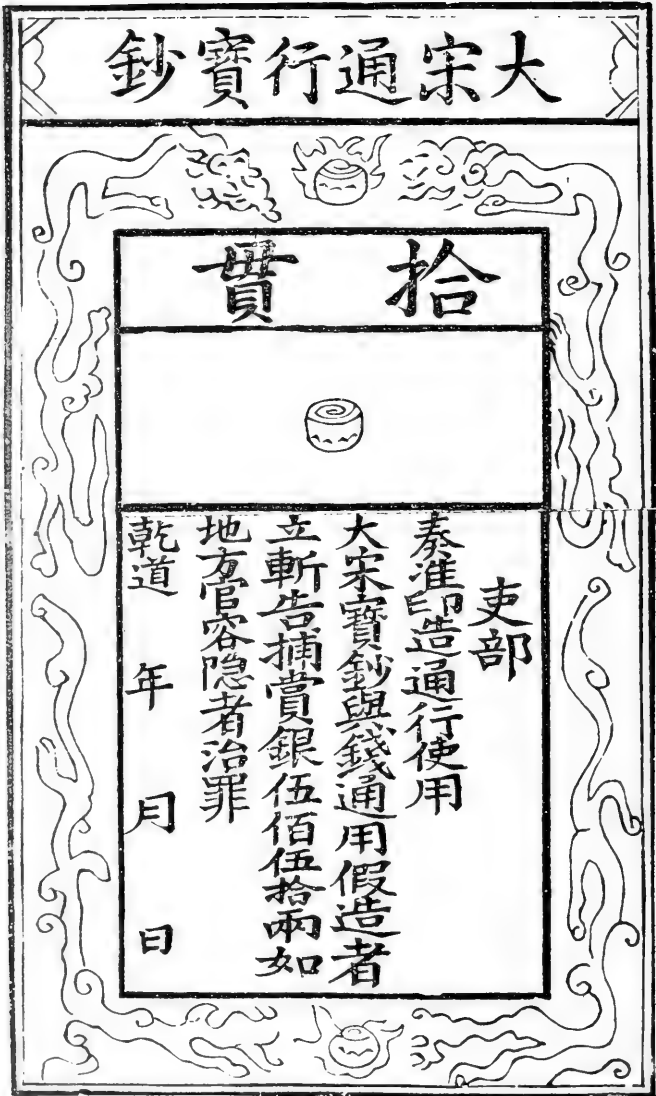 大宋通行寶鈔
拾貫
吏部
奏准印造通行使用
大宋寶鈔與錢通用假造者
立斬告捕賞銀伍佰伍拾兩如
地方官容隐者治罪
乾道 年 月 日